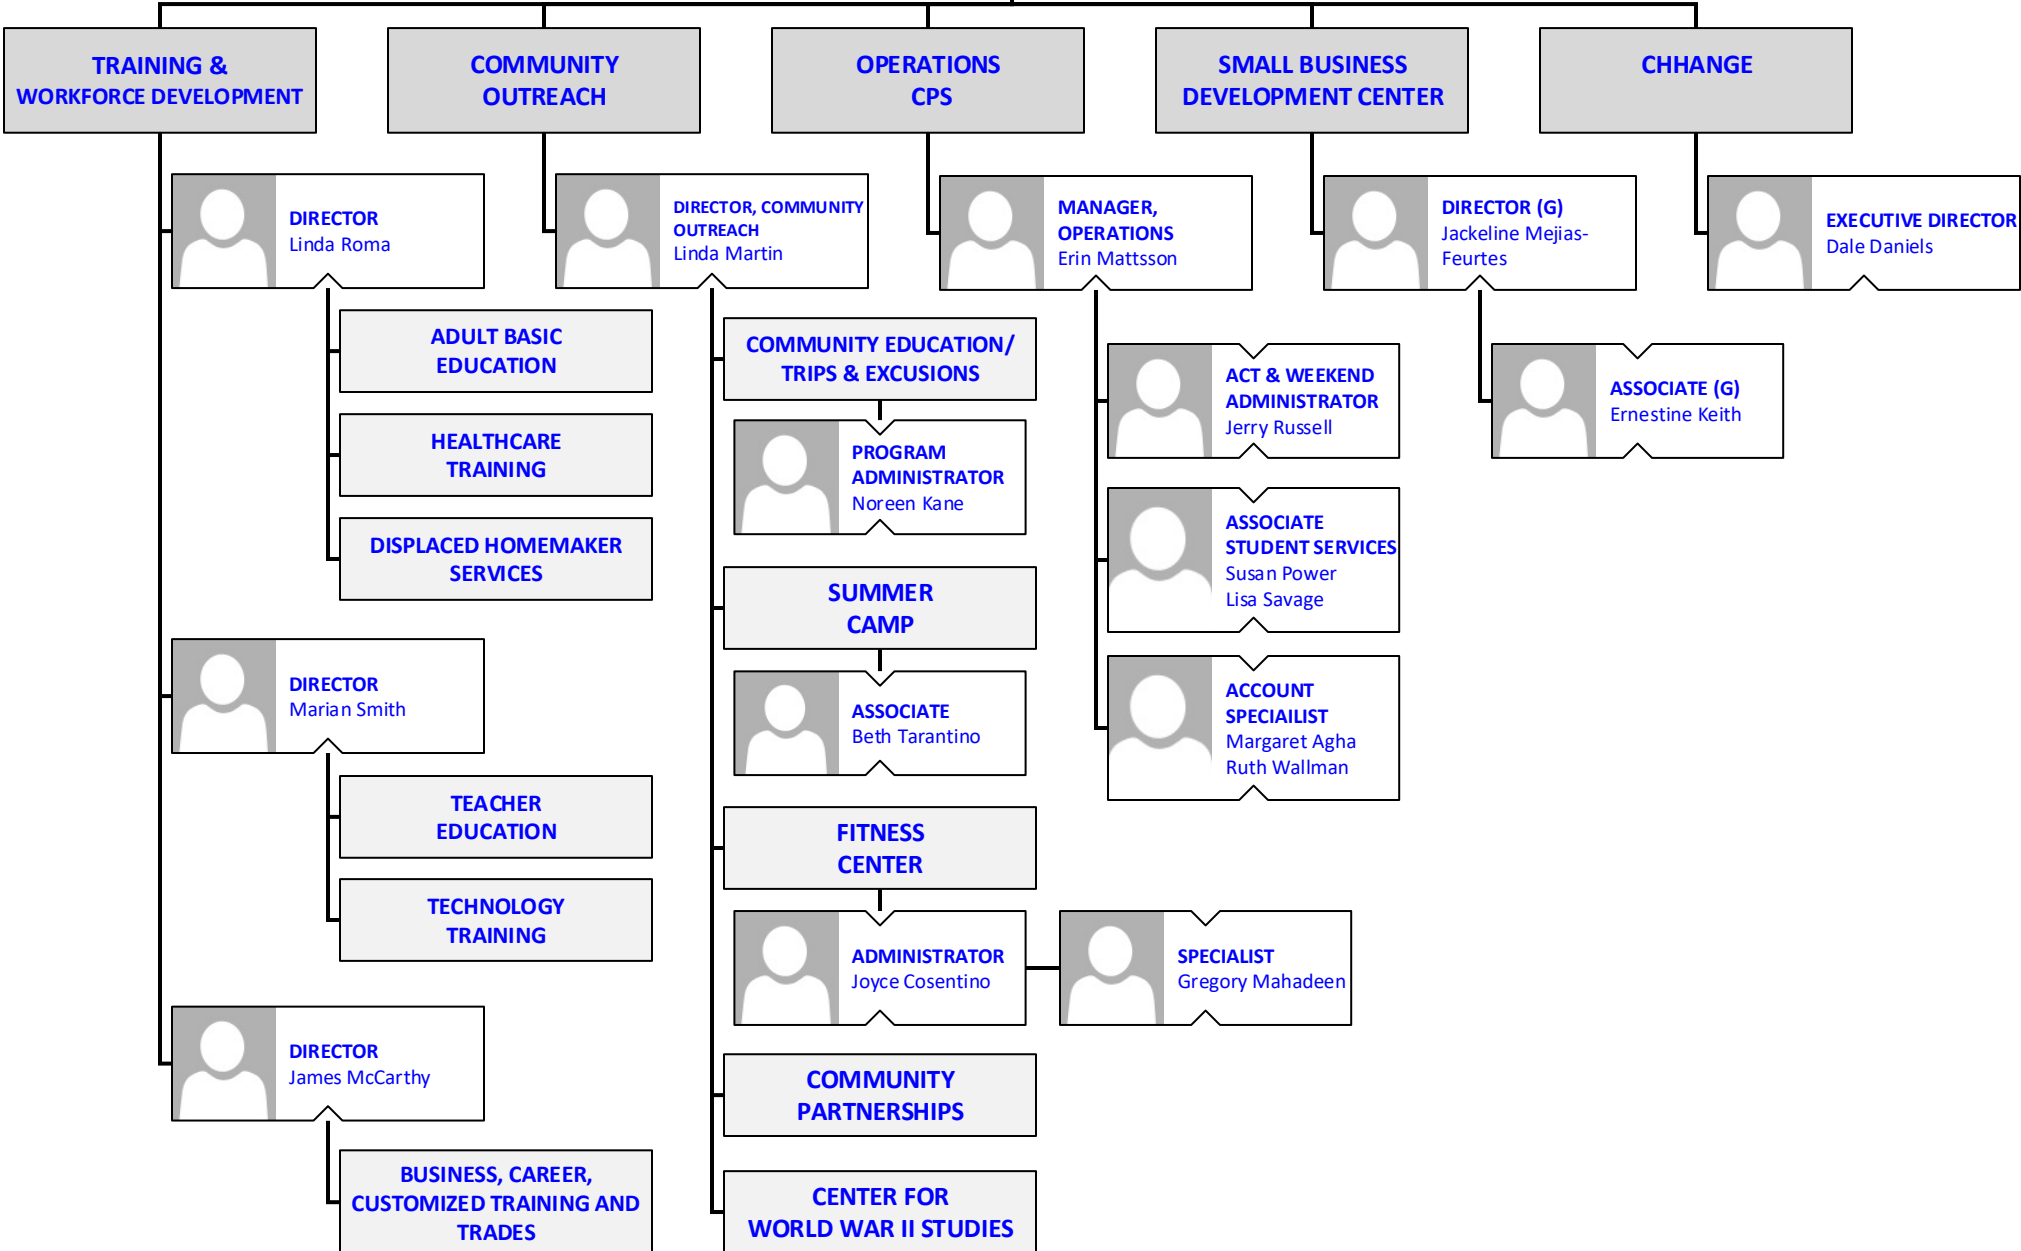 TRAINING &
WORKFORCE DEVELOPMENT
COMMUNITY
OUTREACH
OPERATIONS
CPS
SMALL BUSINESS
DEVELOPMENT CENTER
CHHANGE
DIRECTOR
Linda Roma
ADULT BASIC
EDUCATION
HEALTHCARE
TRAINING
DISPLACED HOMEMAKER
SERVICES
DIRECTOR
Marian Smith
TEACHER
EDUCATION
TECHNOLOGY
TRAINING
DIRECTOR
James McCarthy
BUSINESS, CAREER,
CUSTOMIZED TRAINING AND
TRADES
DIRECTOR, COMMUNITY
OUTREACH
Linda Martin
COMMUNITY EDUCATION/
TRIPS & EXCUSIONS
PROGRAM
ADMINISTRATOR
Noreen Kane
SUMMER
CAMP
ASSOCIATE
Beth Tarantino
FITNESS
CENTER
ADMINISTRATOR
Joyce Cosentino
SPECIALIST
Gregory Mahadeen
COMMUNITY
PARTNERSHIPS
CENTER FOR
WORLD WAR II STUDIES
MANAGER,
OPERATIONS
Erin Mattsson
ACT & WEEKEND
ADMINISTRATOR
Jerry Russell
ASSOCIATE
STUDENT SERVICES
Susan Power
Lisa Savage
ACCOUNT
SPECIAILIST
Margaret Agha
Ruth Wallman
DIRECTOR (G)
Jackeline Mejias-
Feurtes
ASSOCIATE (G)
Ernestine Keith
EXECUTIVE DIRECTOR
Dale Daniels